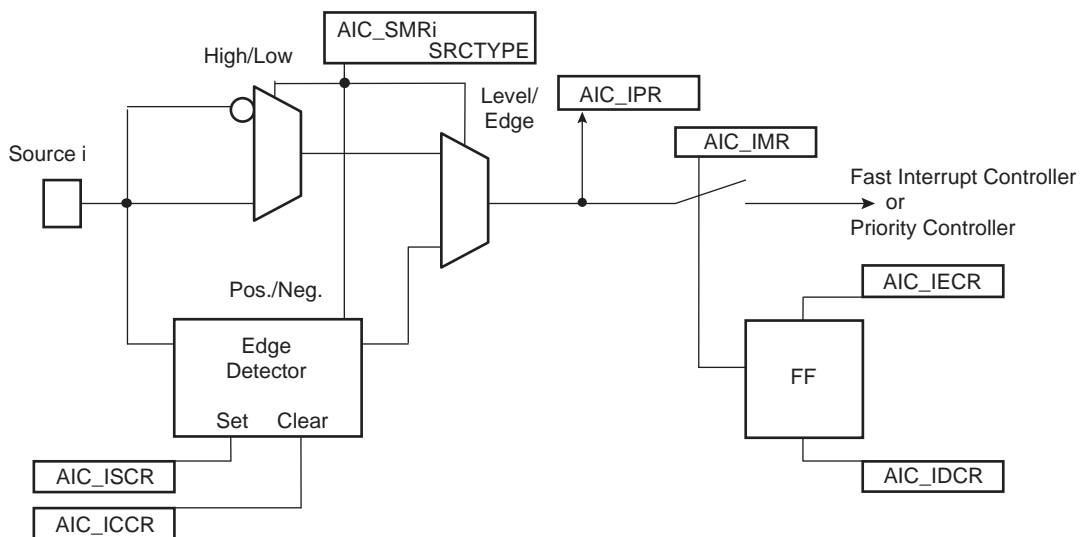 AIC_SMRi
SRCTYPE
High/Low
Level/
Edge
AIC_IPR
AIC_IMR
Source i
Fast Interrupt Controller
or
Priority Controller
Pos./Neg.
AIC_IECR
Edge
Detector
FF
Set Clear
AIC_ISCR
AIC_IDCR
AIC_ICCR